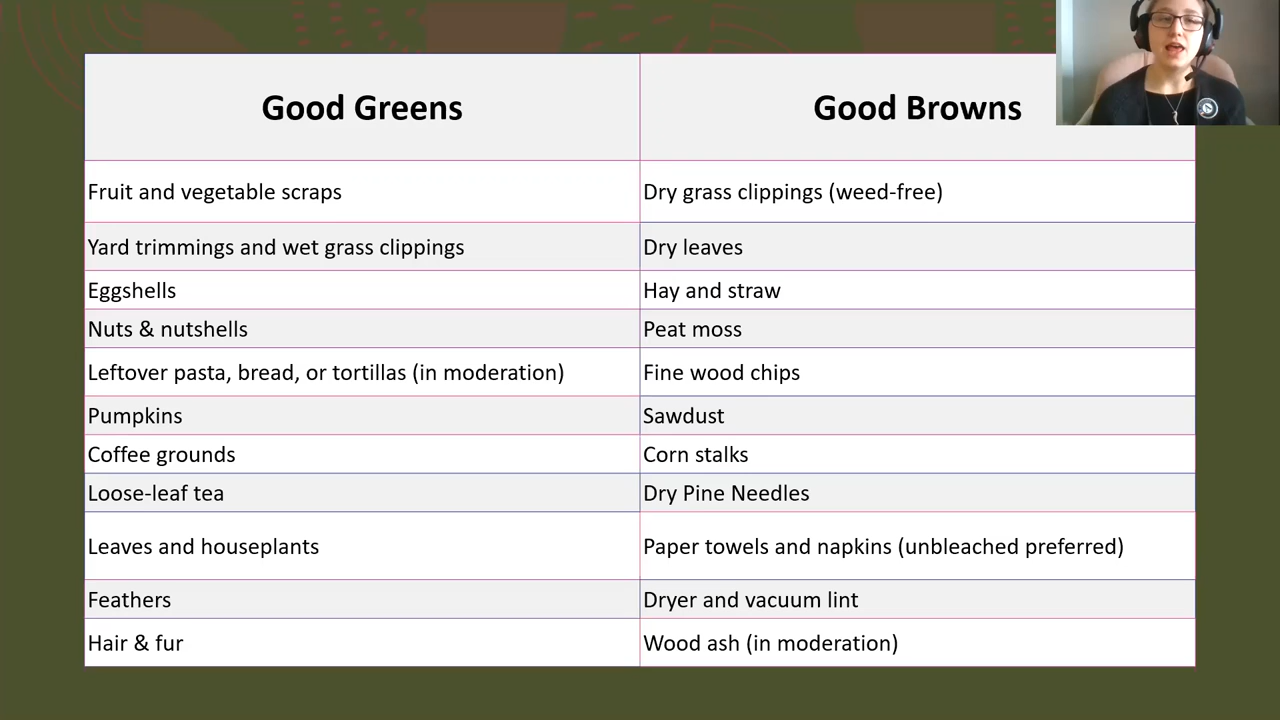 Good Greens
Good Browns
Fruit and vegetable scraps
Dry grass clippings (weed-free)
Yard trimmings and wet grass clippings
Dry leaves
Eggshells
Hay and straw
Nuts & nutshells
Peat moss
Leftover pasta, bread, or tortillas (in moderation)
Fine wood chips
Pumpkins
Sawdust
Coffee grounds
Corn stalks
Loose-leaf tea
Dry Pine Needles
Leaves and houseplants
Paper towels and napkins (unbleached preferred)
Feathers
Dryer and vacuum lint
Hair & fur
Wood ash (in moderation)